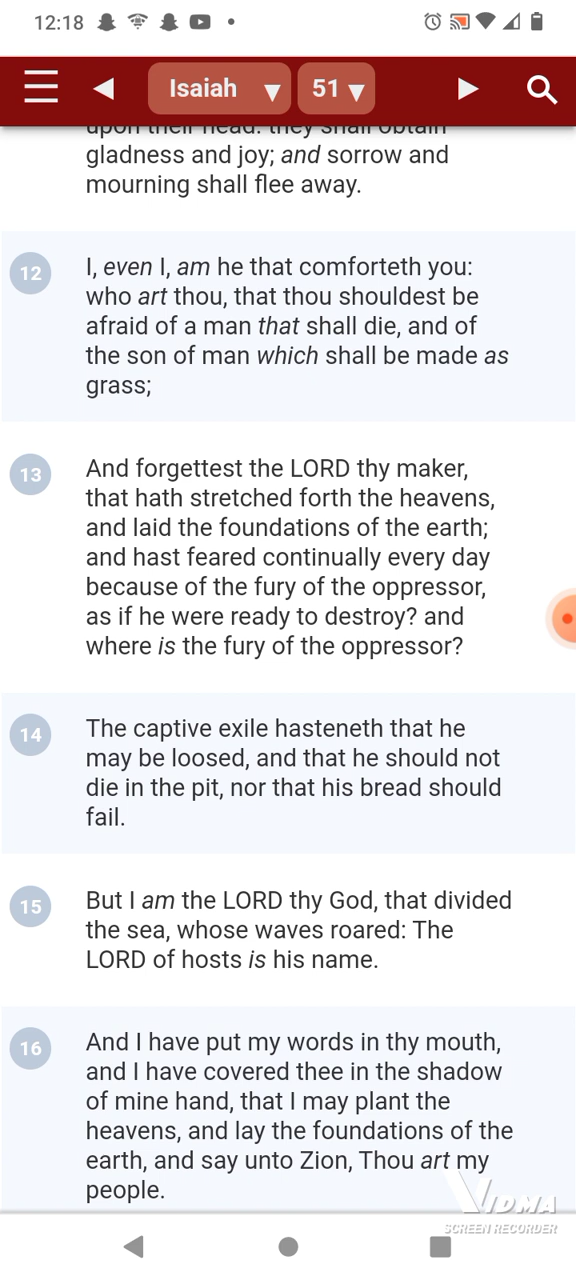 12:18
Isaiah
51
upon their head: they shall obtain
gladness and joy; and sorrow and
mourning shall flee away.
12
I, even I, am he that comforteth you:
who art thou, that thou shouldest be
afraid of a man that shall die, and of
the son of man which shall be made as
grass;
13
And forgettest the LORD thy maker,
that hath stretched forth the heavens,
and laid the foundations of the earth;
and hast feared continually every day
because of the fury of the oppressor,
as if he were ready to destroy? and
where is the fury of the oppressor?
14
The captive exile hasteneth that he
may be loosed, and that he should not
die in the pit, nor that his bread should
fail.
15
But I am the LORD thy God, that divided
the sea, whose waves roared: The
LORD of hosts is his name.
16
And I have put my words in thy mouth,
and I have covered thee in the shadow
of mine hand, that I may plant the
heavens, and lay the foundations of the
earth, and say unto Zion, Thou art my
people.
VIDMA
SCREEN RECORDER